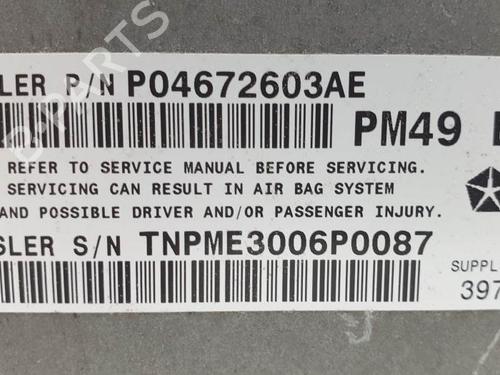 LER P/N P04672603AE
PM49
REFER TO SERVICE MANUAL BEFORE SERVICING.
SERVICING CAN RESULT IN AIR BAG SYSTEM
AND POSSIBLE DRIVER AND/OR PASSENGER INJURY.
SLER S/N TNPME3006P0087
SUPPL
397